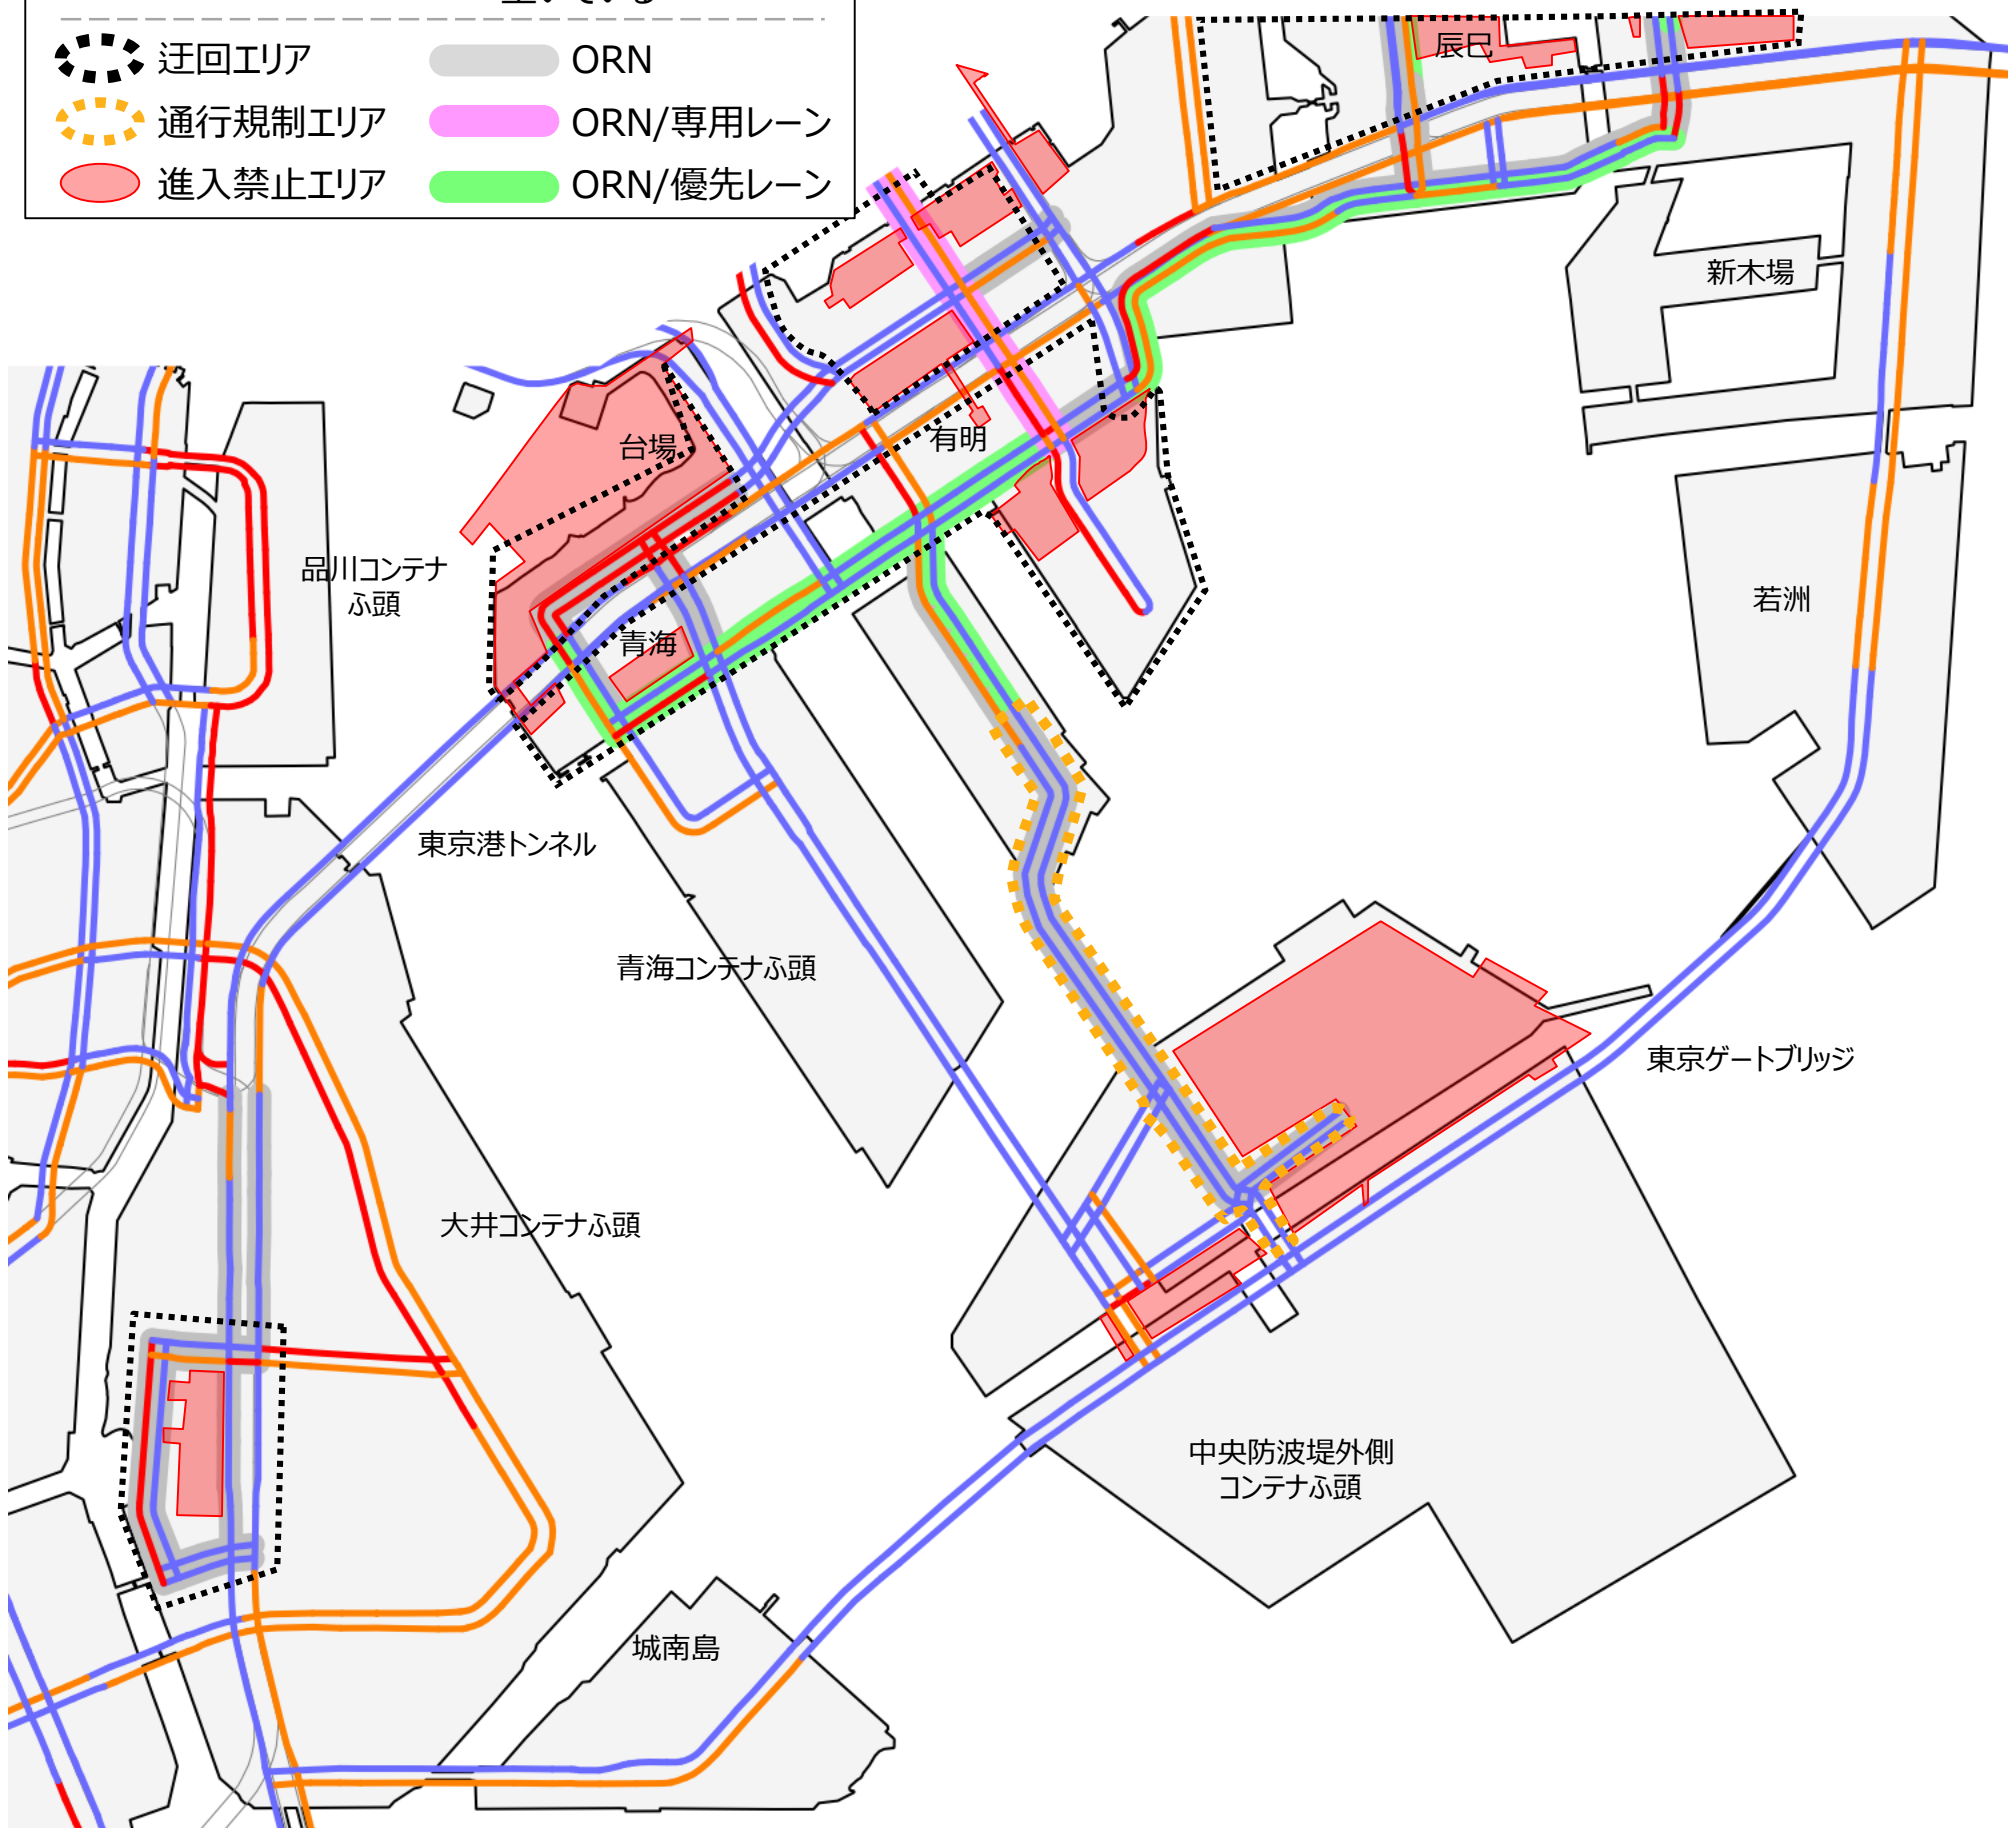 空いている
迂回エリア
ORN
通行規制エリア
ORN/専用レーン
進入禁止エリア
ORN/優先レーン
辰巳
新木場
有明
台場
品川コンテナ
ふ頭
青海
若洲
東京港トンネル
青海コンテナふ頭
東京ゲートブリッジ
大井コンテナふ頭
中央防波堤外側
コンテナふ頭
城南島